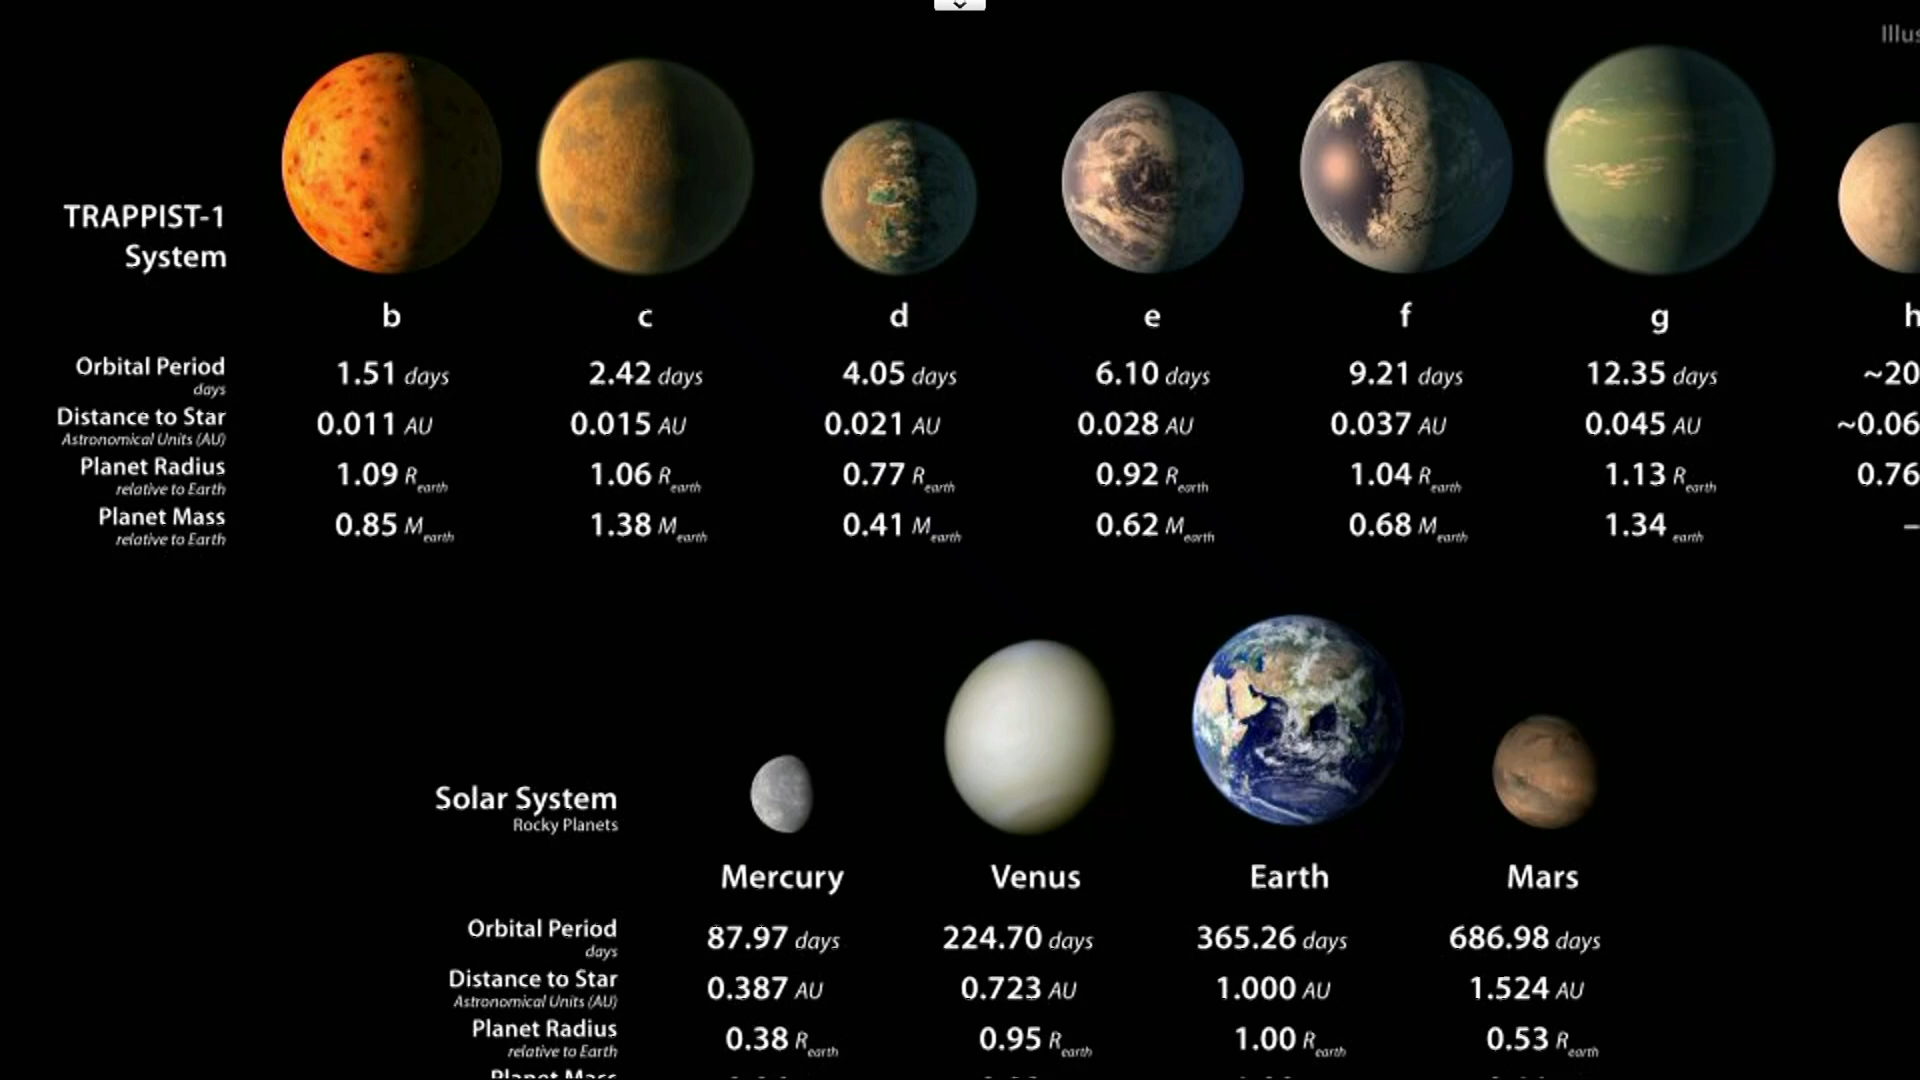 Illus
TRAPPIST-1
System
b c d e f g h
Orbital Period 1.51 days 2.42 days 4.05 days 6.10 days 9.21 days 12.35 days ~20
days
Distance to Star 0.011 AU 0.015 AU 0.021 AU 0.028 AU 0.037 AU 0.045 AU ~0.06
Astronomical Units (AU)
Planet Radius 1.09 Rearth 1.06 Rearth 0.77 Rearth 0.92 Rearth 1.04 Rearth 1.13 Rearth 0.76
relative to Earth
Planet Mass 0.85 Mearth 1.38 Mearth 0.41 Mearth 0.62 Mearth 0.68 Mearth 1.34 earth –
relative to Earth
Solar System
Rocky Planets
Mercury Venus Earth Mars
Orbital Period 87.97 days 224.70 days 365.26 days 686.98 days
days
Distance to Star 0.387 AU 0.723 AU 1.000 AU 1.524 AU
Astronomical Units (AU)
Planet Radius 0.38 Rearth 0.95 Rearth 1.00 Rearth 0.53 Rearth
relative to Earth
Planet Mass